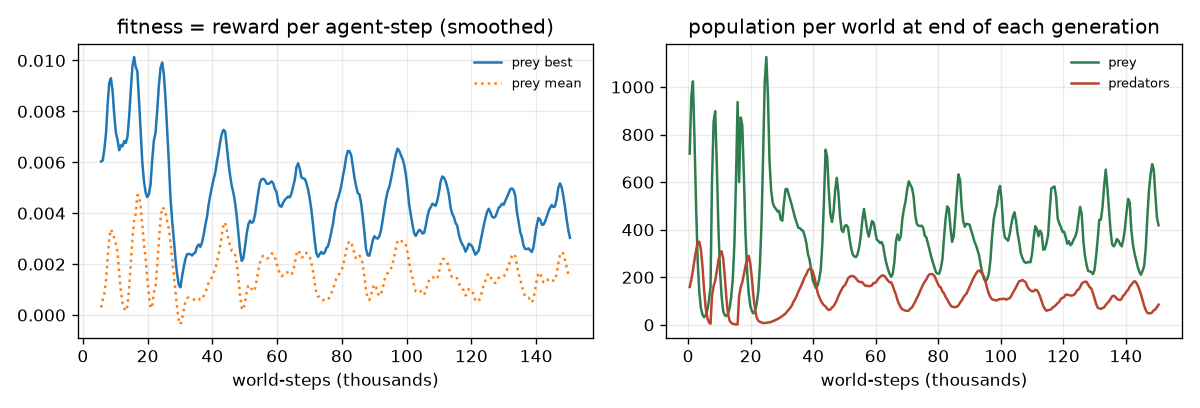 fitness = reward per agent-step (smoothed)
prey best
prey mean
0.010
0.008
0.006
0.004
0.002
0.000
0 20 40 60 80 100 120 140
world-steps (thousands)
population per world at end of each generation
prey
predators
1000
800
600
400
200
0
0 20 40 60 80 100 120 140
world-steps (thousands)